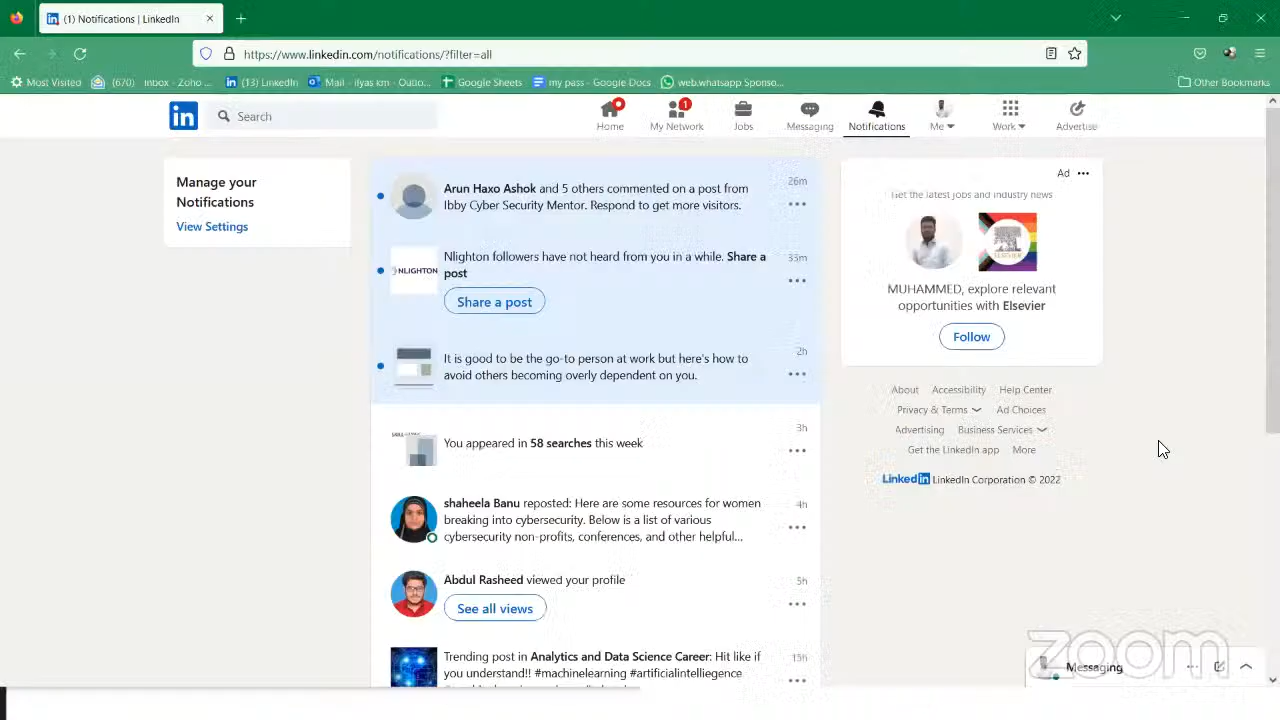 (1) Notifications | LinkedIn
https://www.linkedin.com/notifications/?filter=all
Most Visited
(670) Inbox - Zoho ...
(13) LinkedIn
Mail - ilyas km - Outlo...
Google Sheets
my pass - Google Docs
web.whatsapp Sponso...
Other Bookmarks
in
Search
Home
1
My Network
Jobs
Messaging
Notifications
Me
Work
Advertise
Manage your
Notifications
View Settings
Arun Haxo Ashok and 5 others commented on a post from
Ibby Cyber Security Mentor. Respond to get more visitors.
26m
NLIGHTON
Nlighton followers have not heard from you in a while. Share a
post
33m
Share a post
It is good to be the go-to person at work but here's how to
avoid others becoming overly dependent on you.
2h
You appeared in 58 searches this week
3h
shaheela Banu reposted: Here are some resources for women
breaking into cybersecurity. Below is a list of various
cybersecurity non-profits, conferences, and other helpful...
4h
Abdul Rasheed viewed your profile
5h
See all views
Trending post in Analytics and Data Science Career: Hit like if
you understand!! #machinelearning #artificialintelligence
Ad
Get the latest jobs and industry news
ELSEVIER
MUHAMMED, explore relevant
opportunities with Elsevier
Follow
About Accessibility Help Center
Privacy & Terms Ad Choices
Advertising Business Services
Get the LinkedIn app More
LinkedIn LinkedIn Corporation © 2022
zoom
Messaging